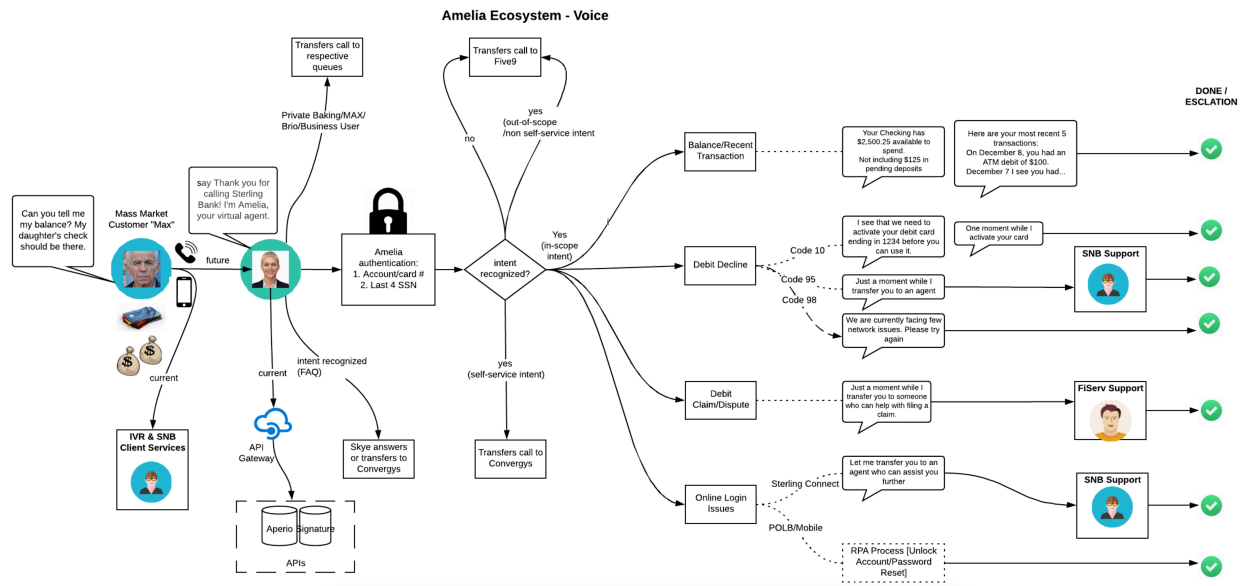 Amelia Ecosystem - Voice
Transfers call to
respective
queues
Transfers call to
Five9
DONE /
ESCLATION
Private Baking/MAX/
Brio/Business User
no
yes
(out-of-scope
/non self-service intent
Can you tell me
my balance? My
daughter's check
should be there.
Mass Market
Customer "Max"
say Thank you for
calling Sterling
Bank! I'm Amelia,
your virtual agent.
future
current
IVR & SNB
Client Services
current
API
Gateway
Aperio
Signature
APIs
intent recognized
(FAQ)
Skye answers
or transfers to
Convergys
Amelia
authentication:
1. Account/card #
2. Last 4 SSN
intent
recognized?
yes
(self-service intent)
Transfers call to
Convergys
Yes
(in-scope
intent)
Balance/Recent
Transaction
Your Checking has
$2,500.25 available to
spend.
Not including $125 in
pending deposits
Here are your most recent 5
transactions:
On December 8, you had an
ATM debit of $100.
December 7 I see you had...
Debit Decline
Code 10
I see that we need to
activate your debit card
ending in 1234 before you
can use it.
One moment while I
activate your card
Code 95
Just a moment while I
transfer you to an agent
SNB Support
Code 98
We are currently facing few
network issues. Please try
again
Debit
Claim/Dispute
Just a moment while I
transfer you to someone
who can help with filing a
claim.
FiServ Support
Online Login
Issues
Sterling Connect
Let me transfer you to an
agent who can assist you
further
SNB Support
POLB/Mobile
RPA Process [Unlock
Account/Password
Reset]